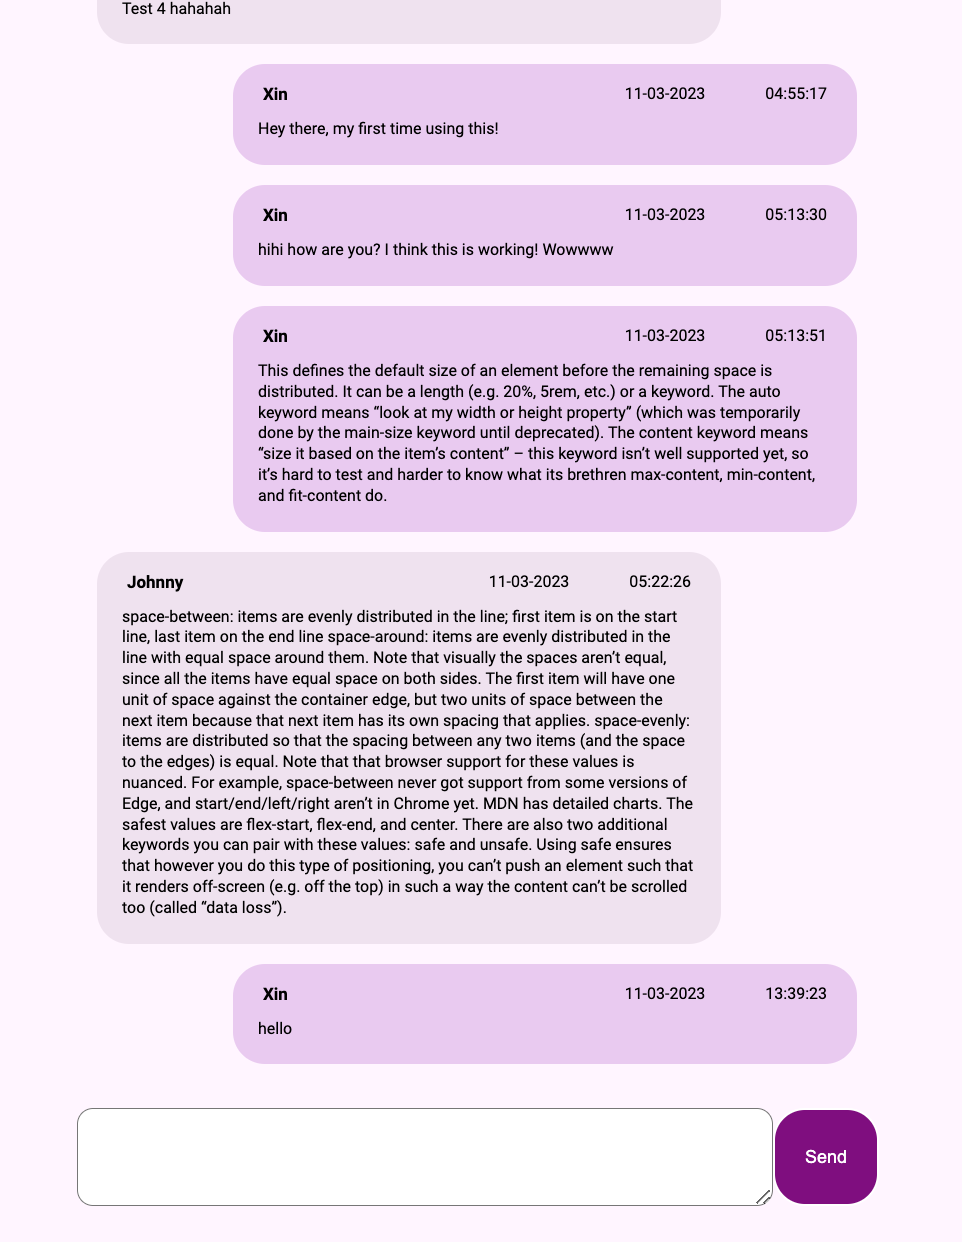 Test 4 hahahah
Xin 11-03-2023 04:55:17
Hey there, my first time using this!
Xin 11-03-2023 05:13:30
hihi how are you? I think this is working! Wowwww
Xin 11-03-2023 05:13:51
This defines the default size of an element before the remaining space is
distributed. It can be a length (e.g. 20%, 5rem, etc.) or a keyword. The auto
keyword means “look at my width or height property” (which was temporarily
done by the main-size keyword until deprecated). The content keyword means
“size it based on the item’s content” – this keyword isn’t well supported yet, so
it’s hard to test and harder to know what its brethren max-content, min-content,
and fit-content do.
Johnny 11-03-2023 05:22:26
space-between: items are evenly distributed in the line; first item is on the start
line, last item on the end line space-around: items are evenly distributed in the
line with equal space around them. Note that visually the spaces aren’t equal,
since all the items have equal space on both sides. The first item will have one
unit of space against the container edge, but two units of space between the
next item because that next item has its own spacing that applies. space-evenly:
items are distributed so that the spacing between any two items (and the space
to the edges) is equal. Note that that browser support for these values is
nuanced. For example, space-between never got support from some versions of
Edge, and start/end/left/right aren’t in Chrome yet. MDN has detailed charts. The
safest values are flex-start, flex-end, and center. There are also two additional
keywords you can pair with these values: safe and unsafe. Using safe ensures
that however you do this type of positioning, you can’t push an element such that
it renders off-screen (e.g. off the top) in such a way the content can’t be scrolled
too (called “data loss”).
Xin 11-03-2023 13:39:23
hello
Send